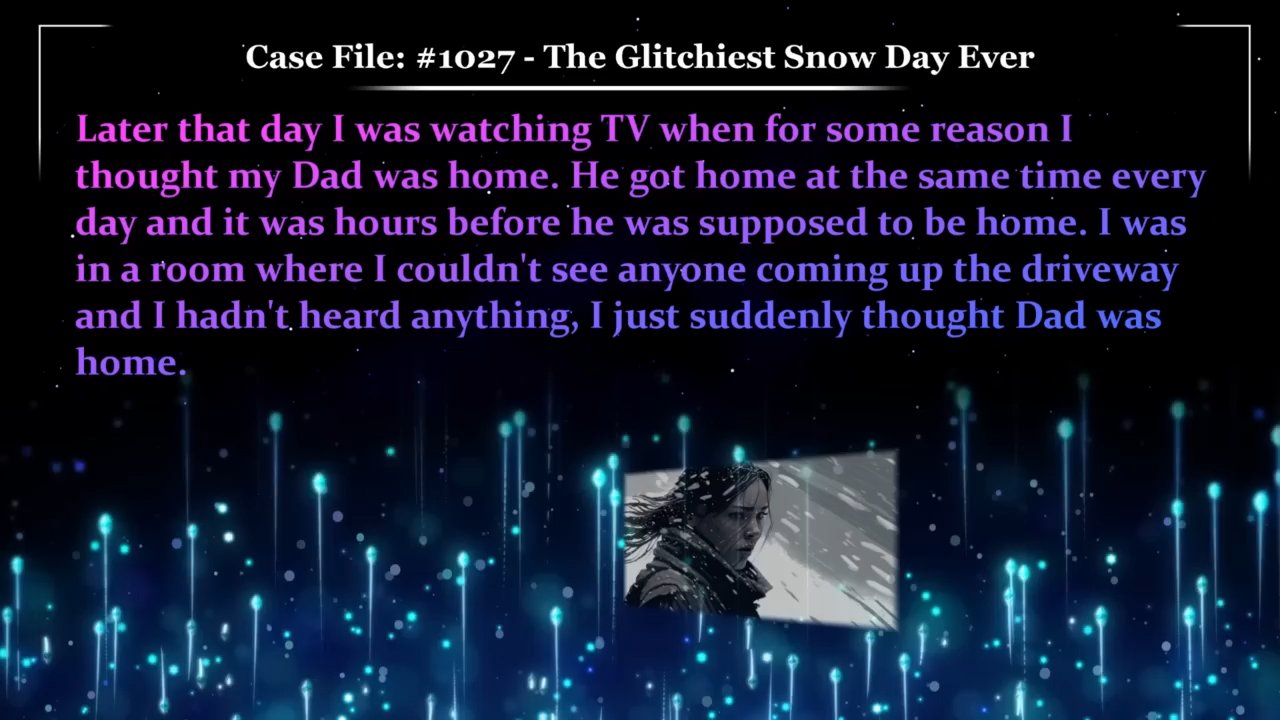 Case File: #1027 - The Glitchiest Snow Day Ever
Later that day I was watching TV when for some reason I
thought my Dad was home. He got home at the same time every
day and it was hours before he was supposed to be home. I was
in a room where I couldn't see anyone coming up the driveway
and I hadn't heard anything, I just suddenly thought Dad was
home.